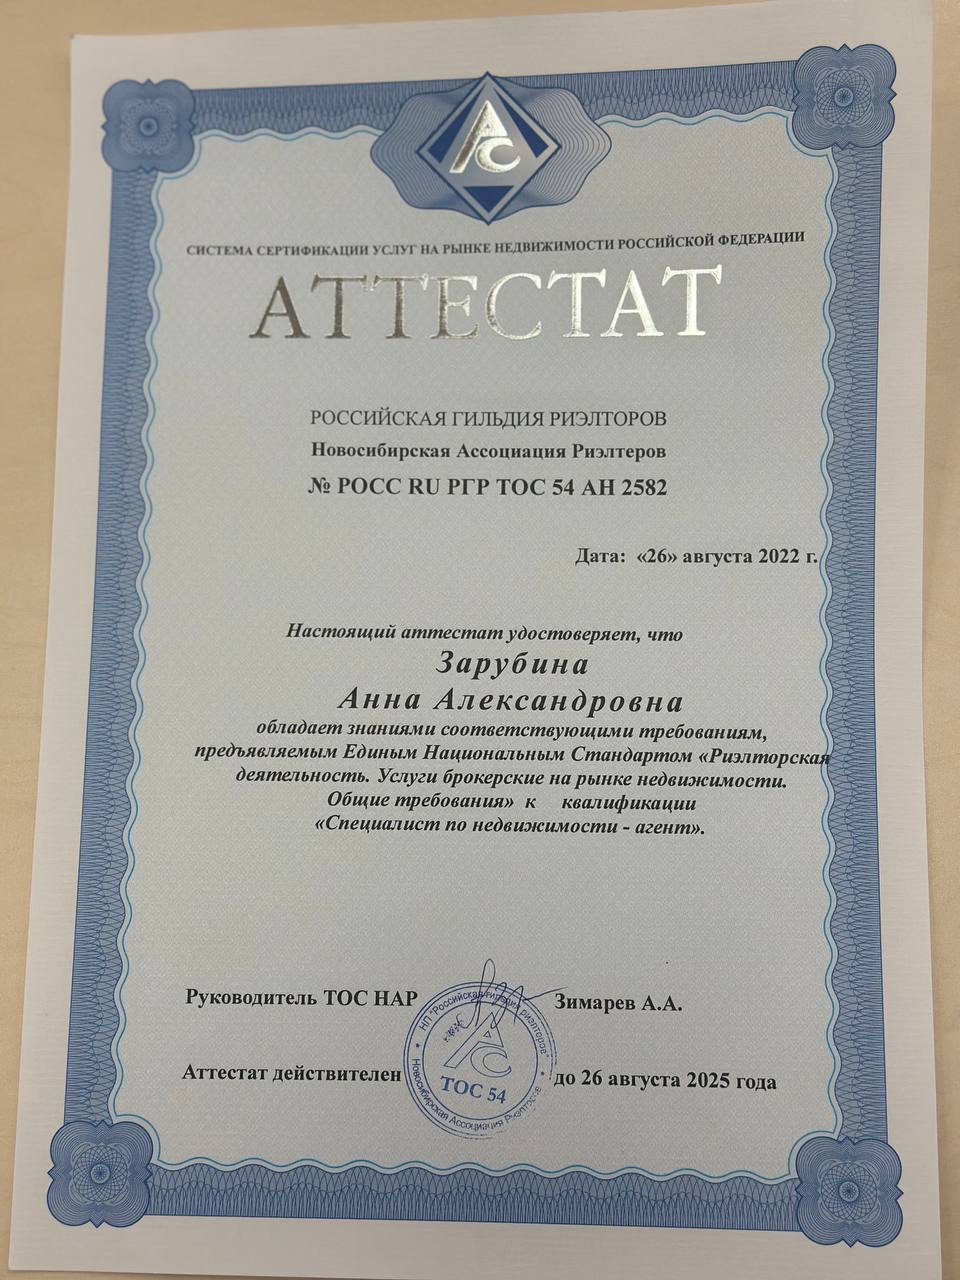 АС
СИСТЕМА СЕРТИФИКАЦИИ УСЛУГ НА РЫНКЕ НЕДВИЖИМОСТИ РОССИЙСКОЙ ФЕДЕРАЦИИ
АТТЕСТАТ
РОССИЙСКАЯ ГИЛЬДИЯ РИЭЛТОРОВ
Новосибирская Ассоциация Риэлтеров
№ РОСС RU РГР ТОС 54 АН 2582
Дата: «26» августа 2022 г.
Настоящий аттестат удостоверяет, что
Зарубина
Анна Александровна
обладает знаниями соответствующими требованиям,
предъявляемым Единым Национальным Стандартом «Риэлторская
деятельность. Услуги брокерские на рынке недвижимости.
Общие требования» к квалификации
«Специалист по недвижимости - агент».
Руководитель ТОС НАР Зимарев А.А.
НП "Российская гильдия риэлторов"
АС
ТОС 54
Новосибирская Ассоциация Риэлторов
Аттестат действителен до 26 августа 2025 года